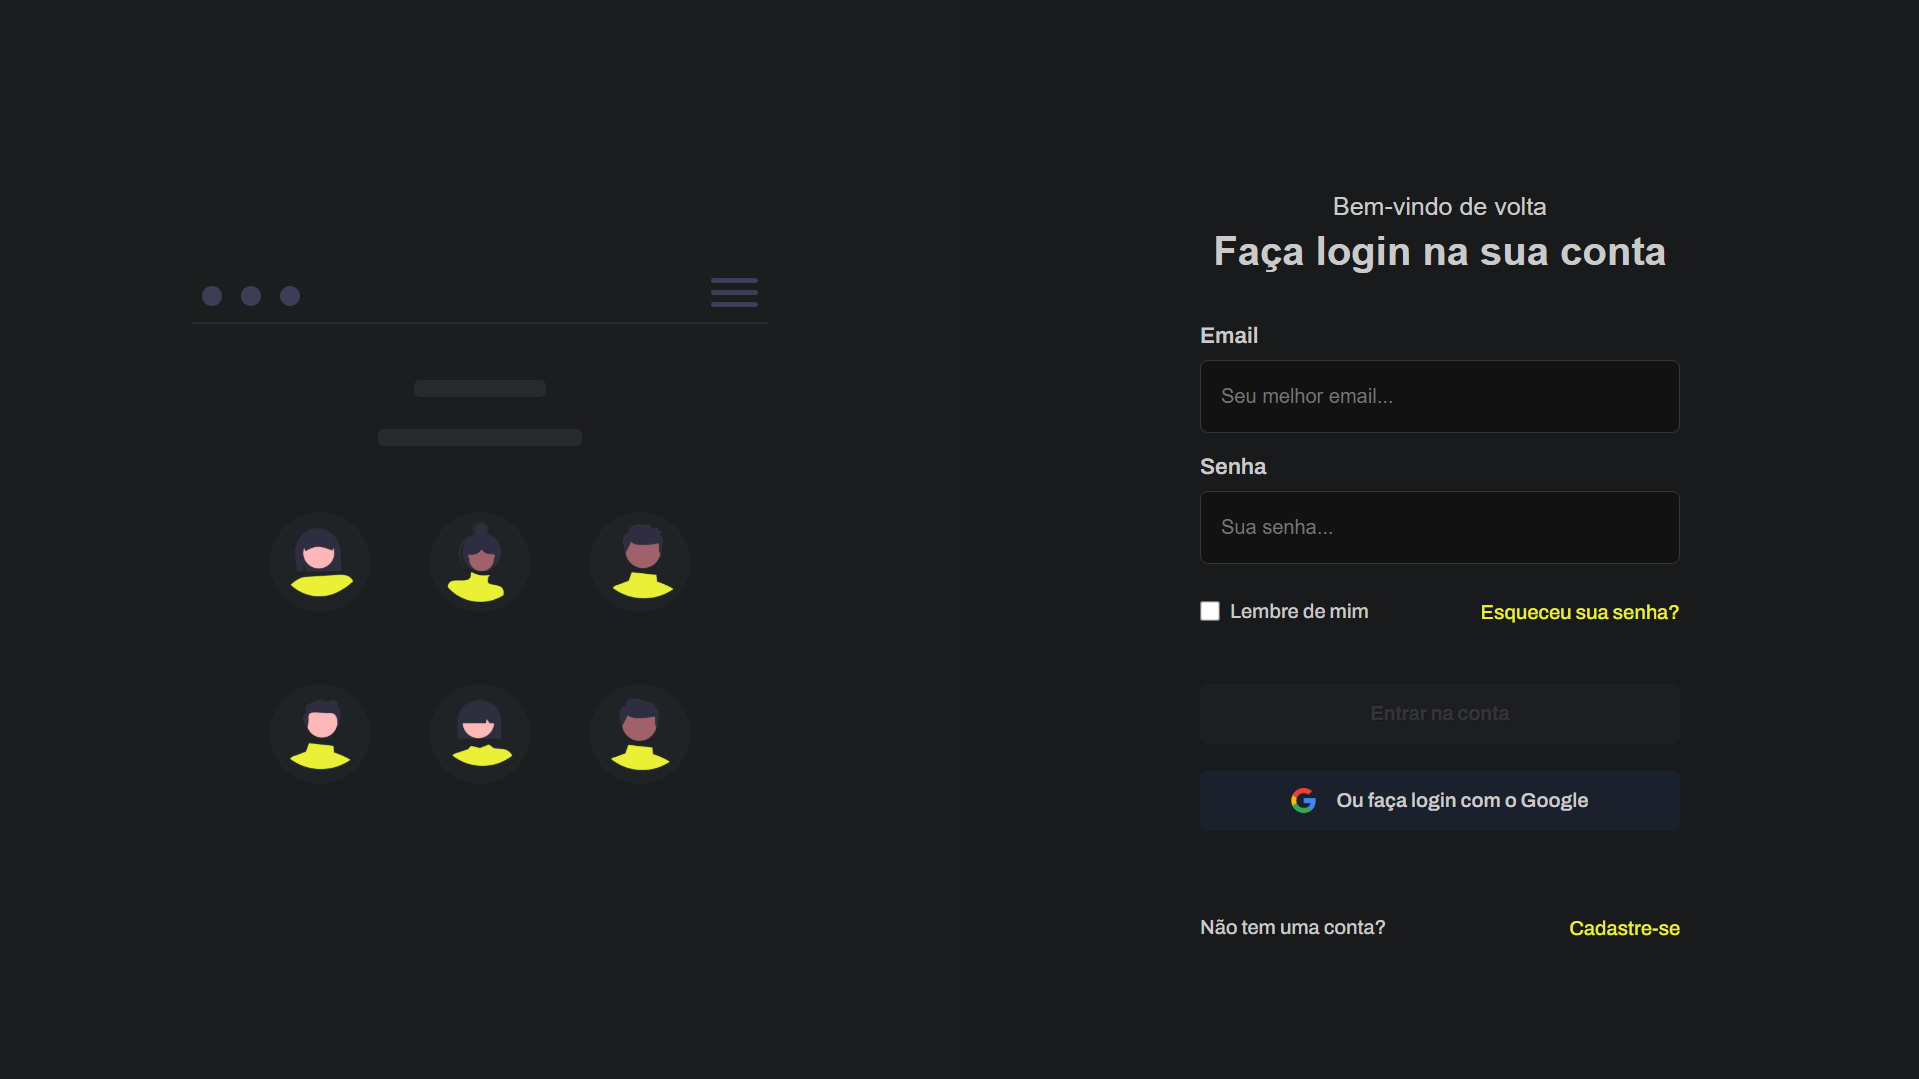 Bem-vindo de volta
Faça login na sua conta
Email
Seu melhor email...
Senha
Sua senha...
Lembre de mim
Esqueceu sua senha?
Entrar na conta
Ou faça login com o Google
Não tem uma conta?
Cadastre-se